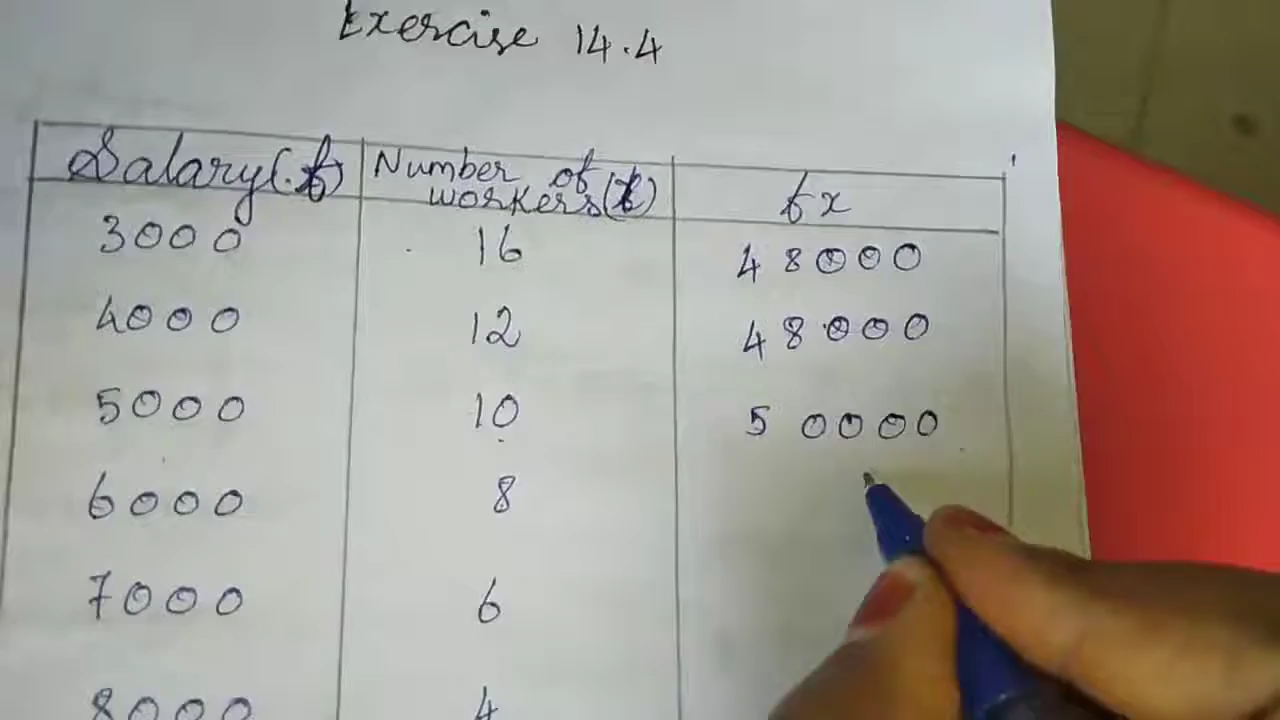 Exercise 14.4
Salary(x) Number of workers(f) fx
3000 16 48000
4000 12 48000
5000 10 50000
6000 8
7000 6
8000 4